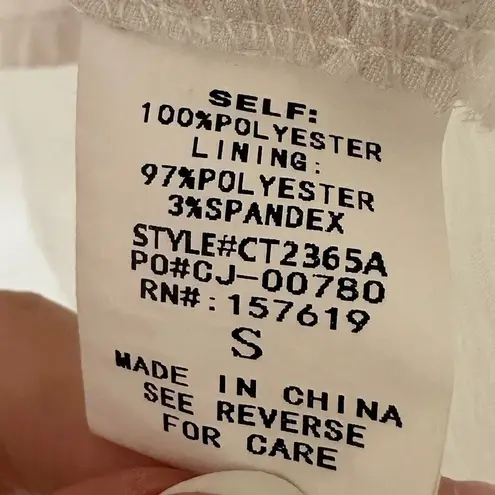 SELF:
100%POLYESTER
LINING:
97%POLYESTER
3%SPANDEX
STYLE#CT2365A
PO#CJ-00780
RN#:157619
S
MADE IN CHINA
SEE REVERSE
FOR CARE